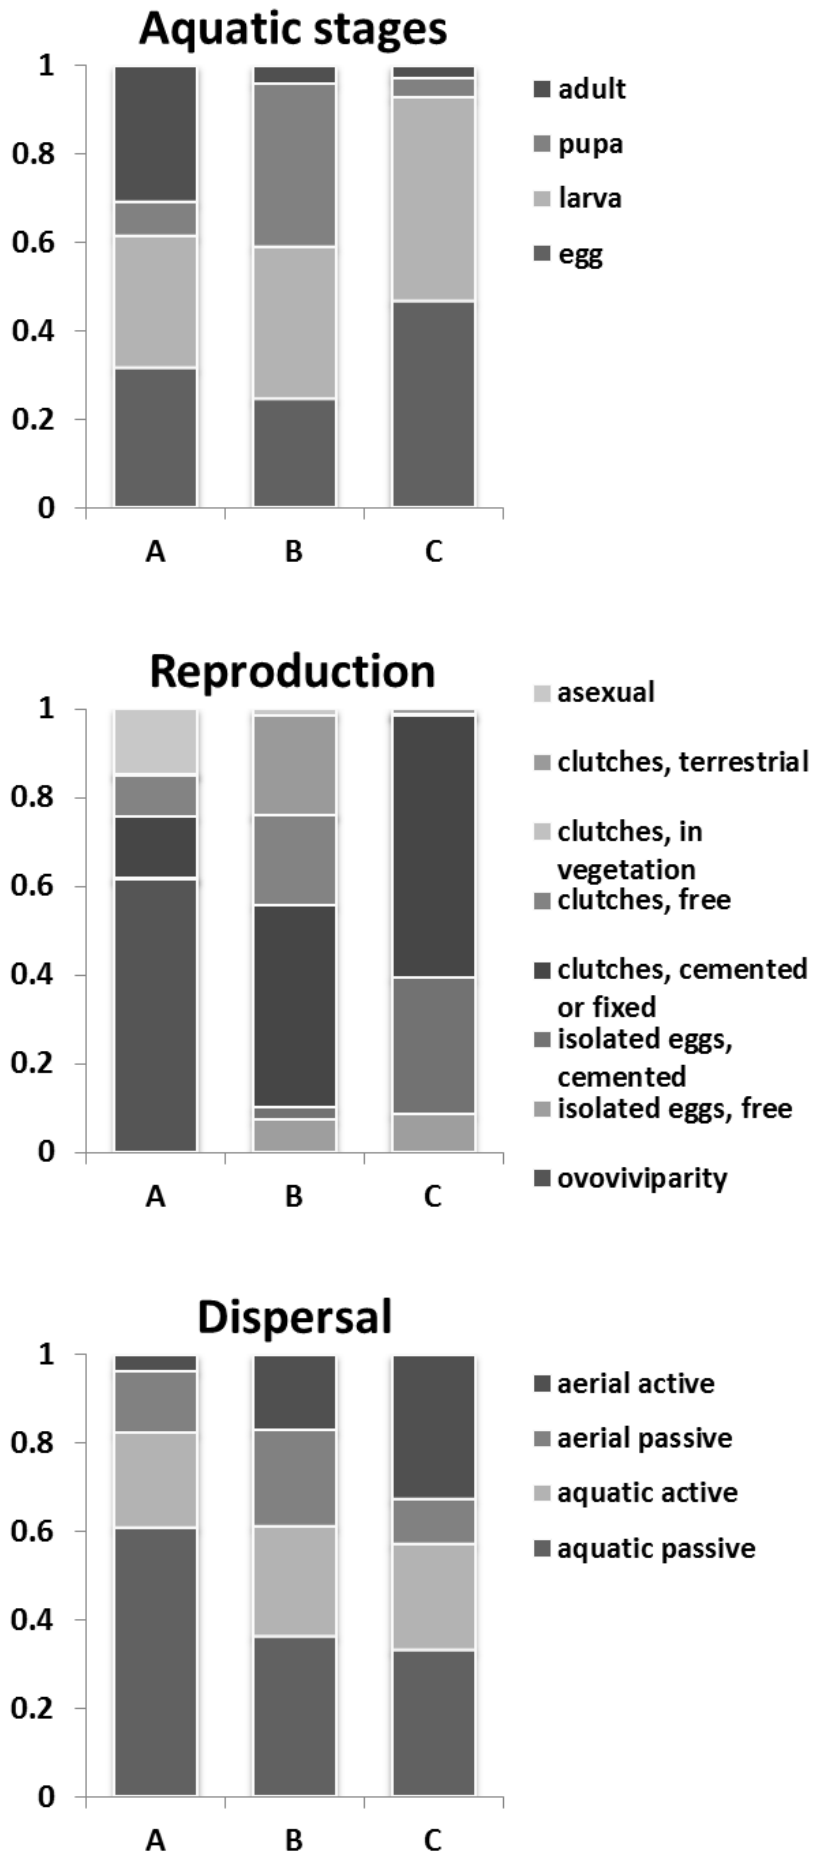 Aquatic stages
1
0.8
0.6
0.4
0.2
0
A B C
adult
pupa
larva
egg
Reproduction
1
0.8
0.6
0.4
0.2
0
A B C
asexual
clutches, terrestrial
clutches, in
vegetation
clutches, free
clutches, cemented
or fixed
isolated eggs,
cemented
isolated eggs, free
ovoviviparity
Dispersal
1
0.8
0.6
0.4
0.2
0
A B C
aerial active
aerial passive
aquatic active
aquatic passive